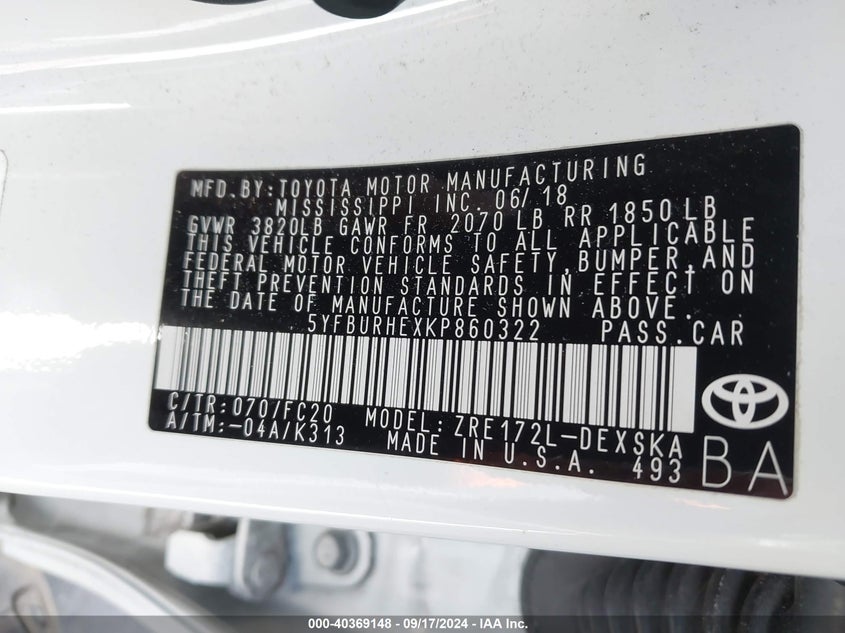 MFD.BY:TOYOTA MOTOR MANUFACTURING
MISSISSIPPI INC. 06/18
GVWR 3820LB GAWR FR 2070 LB RR 1850 LB
THIS VEHICLE CONFORMS TO ALL APPLICABLE
FEDERAL MOTOR VEHICLE SAFETY,BUMPER,AND
THEFT PREVENTION STANDARDS IN EFFECT ON
THE DATE OF MANUFACTURE SHOWN ABOVE.
5YFBURHEXKP860322 PASS.CAR
C/TR:070/FC20 MODEL:ZRE172L-DEXSKA
A/TM:-04A/K313 MADE IN U.S.A. 493
BA
000-40369148 - 09/17/2024 - IAA Inc.